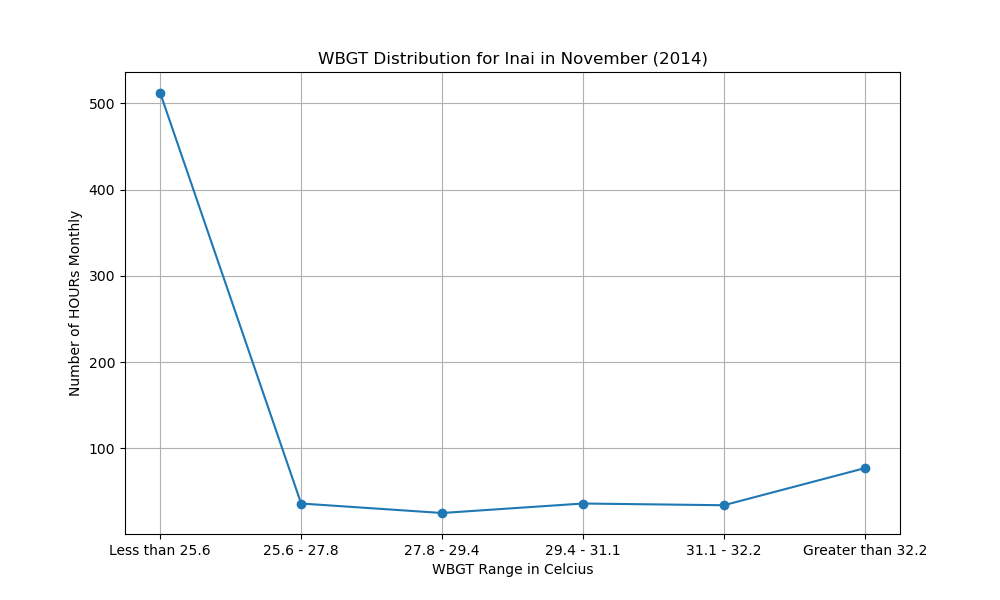 WBGT Distribution for Inai in November (2014)
Number of HOURs Monthly
500
400
300
200
100
Less than 25.6
25.6 - 27.8
27.8 - 29.4
29.4 - 31.1
31.1 - 32.2
Greater than 32.2
WBGT Range in Celcius